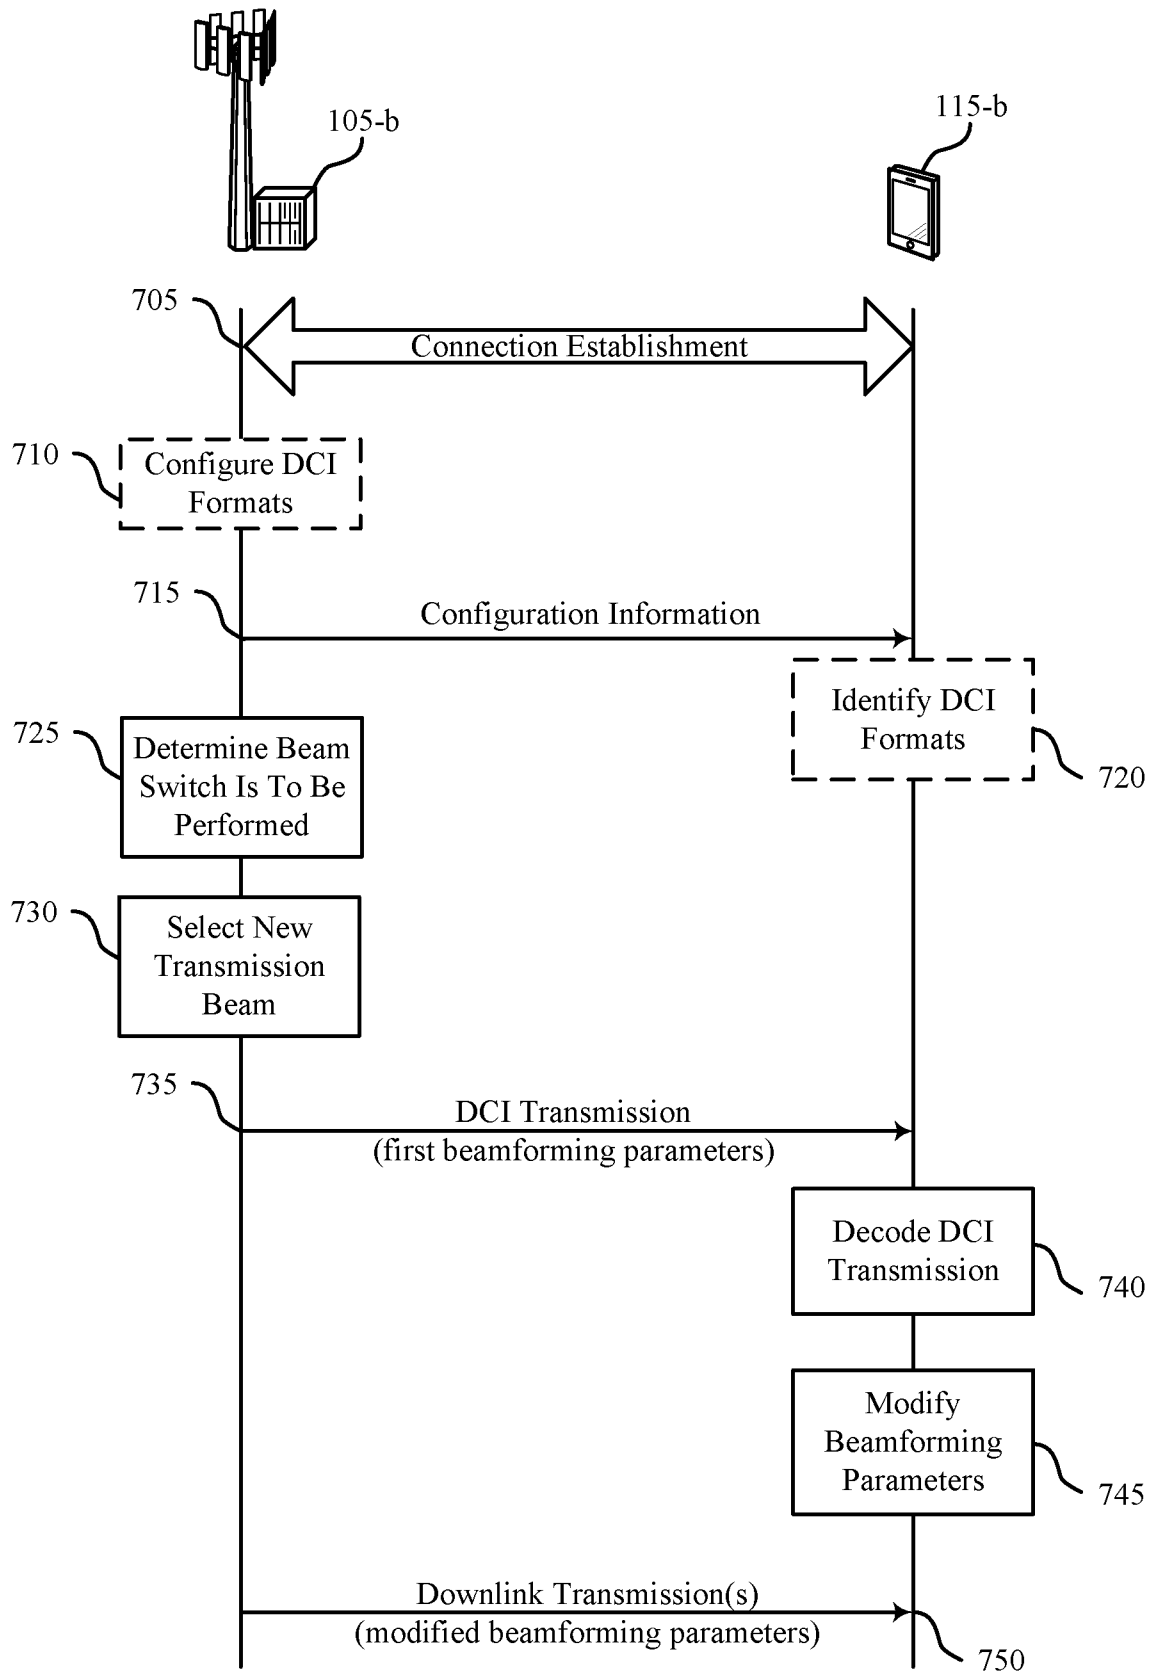 105-b
115-b
705
Connection Establishment
710
Configure DCI
Formats
715
Configuration Information
Identify DCI
Formats
720
725
Determine Beam
Switch Is To Be
Performed
730
Select New
Transmission
Beam
735
DCI Transmission
(first beamforming parameters)
Decode DCI
Transmission
740
Modify
Beamforming
Parameters
745
Downlink Transmission(s)
(modified beamforming parameters)
750